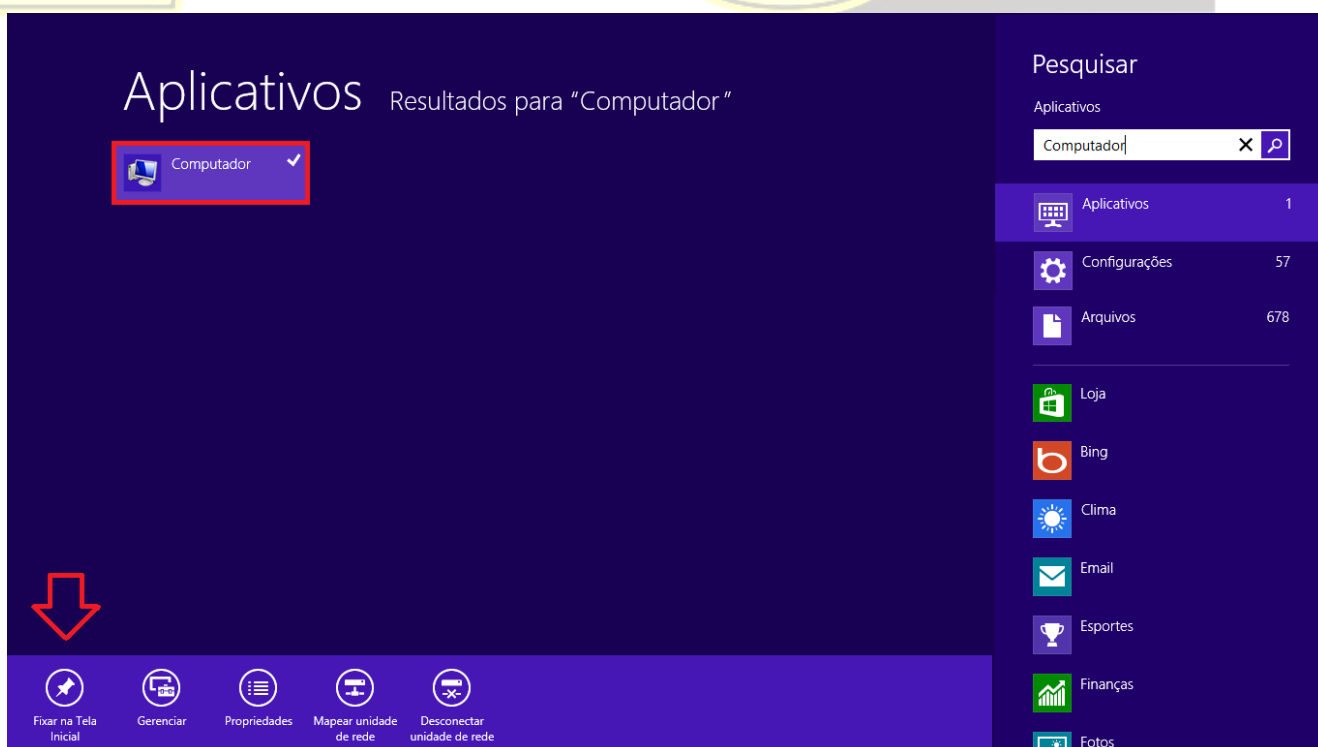 Aplicativos Resultados para "Computador"
Computador
Fixar na Tela
Inicial
Gerenciar
Propriedades
Mapear unidade
de rede
Desconectar
unidade de rede
Pesquisar
Aplicativos
Computador
Aplicativos 1
Configurações 57
Arquivos 678
Loja
Bing
Clima
Email
Esportes
Finanças
Fotos